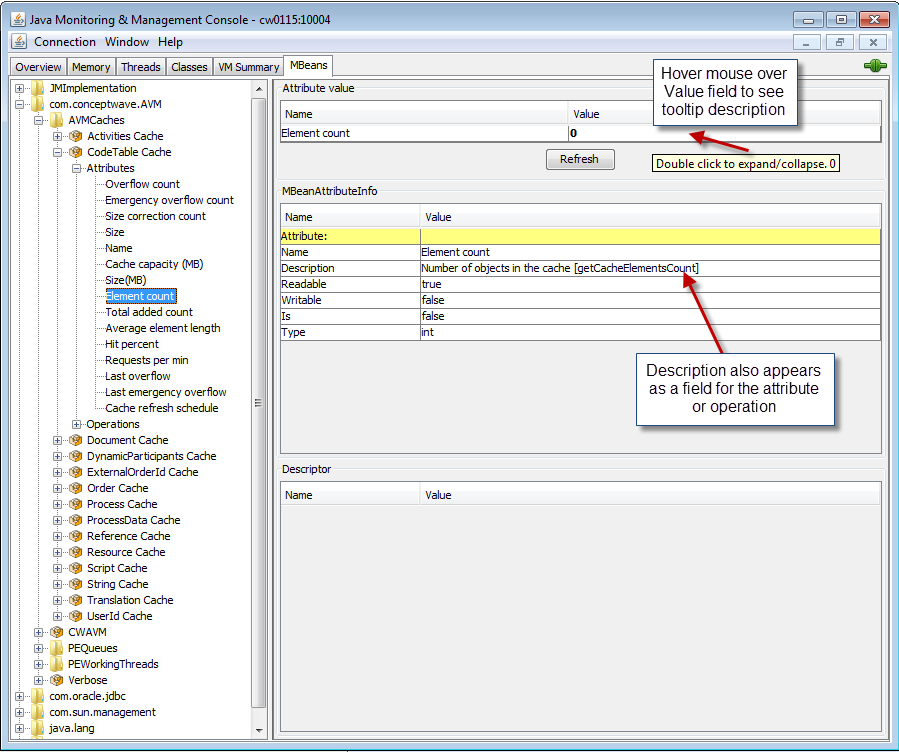 Java Monitoring & Management Console - cw0115:10004
Connection Window Help
Overview Memory Threads Classes VM Summary MBeans
JMImplementation
com.conceptwave.AVM
AVMCaches
Activities Cache
CodeTable Cache
Attributes
Overflow count
Emergency overflow count
Size correction count
Size
Name
Cache capacity (MB)
Size(MB)
Element count
Total added count
Average element length
Hit percent
Requests per min
Last overflow
Last emergency overflow
Cache refresh schedule
Operations
Document Cache
DynamicParticipants Cache
ExternalOrderId Cache
Order Cache
Process Cache
ProcessData Cache
Reference Cache
Resource Cache
Script Cache
String Cache
Translation Cache
UserId Cache
CWAVM
PEQueues
PEWorkingThreads
Verbose
com.oracle.jdbc
com.sun.management
java.lang
Attribute value
Name Value
Element count 0
Refresh
Hover mouse over
Value field to see
tooltip description
Double click to expand/collapse. 0
MBeanAttributeInfo
Name Value
Attribute:
Name Element count
Description Number of objects in the cache [getCacheElementsCount]
Readable true
Writable false
Is false
Type int
Description also appears
as a field for the attribute
or operation
Descriptor
Name Value